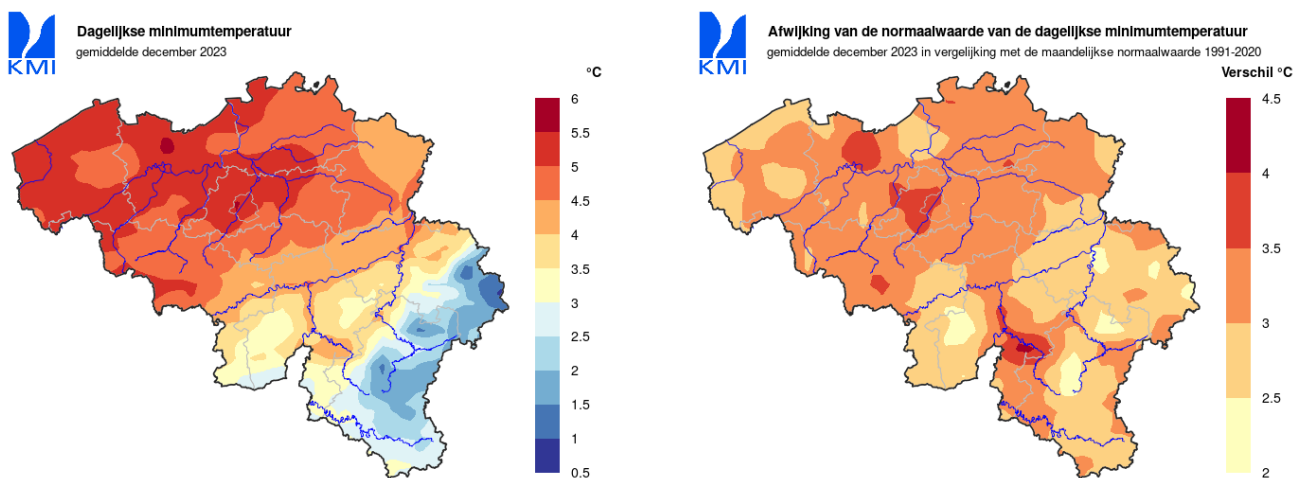 KMI
Dagelijkse minimumtemperatuur
gemiddelde december 2023
°C
6
5.5
5
4.5
4
3.5
3
2.5
2
1.5
1
0.5
KMI
Afwijking van de normaalwaarde van de dagelijkse minimumtemperatuur
gemiddelde december 2023 in vergelijking met de maandelijkse normaalwaarde 1991-2020
Verschil °C
4.5
4
3.5
3
2.5
2